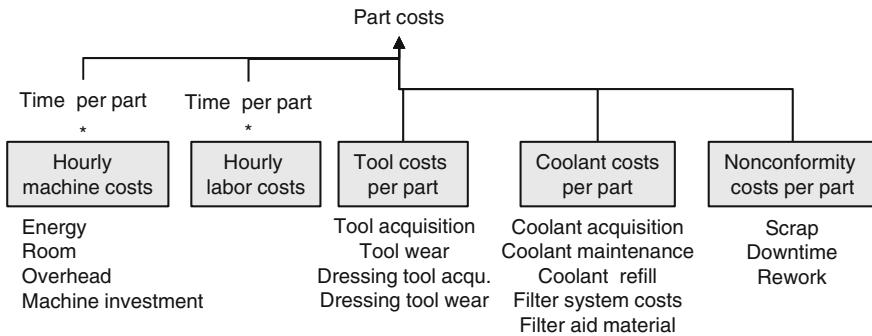 Part costs
Time per part
*
Time per part
*
Hourly
machine costs
Hourly
labor costs
Tool costs
per part
Coolant costs
per part
Nonconformity
costs per part
Energy
Room
Overhead
Machine investment
Tool acquisition
Tool wear
Dressing tool acqu.
Dressing tool wear
Coolant acquisition
Coolant maintenance
Coolant refill
Filter system costs
Filter aid material
Scrap
Downtime
Rework